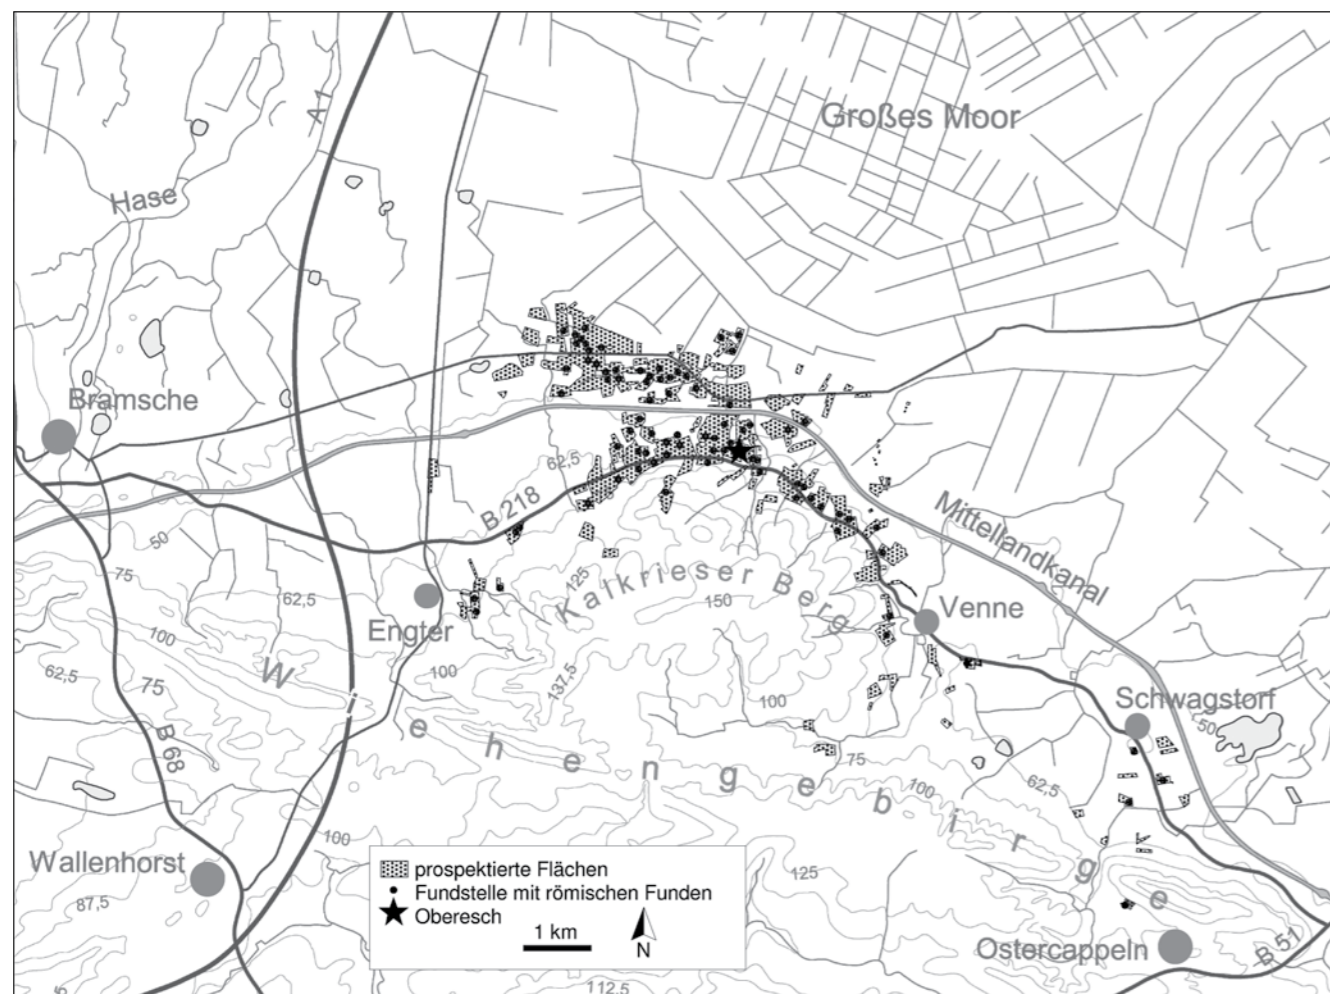 Großes Moor
A1
Hase
Bramsche
62,5
B 218
Mittellandkanal
50
75
125
Kalkrieser Berg
150
62,5
Engter
Venne
100
W i e h e n g e b i r g e
62,5
75
100
137,5
100
Schwagstorf
50
B 68
75
100
62,5
100
Wallenhorst
87,5
125
prospektierte Flächen
Fundstelle mit römischen Funden
Oberesch
1 km
N
Ostercappeln
B 51
112,5